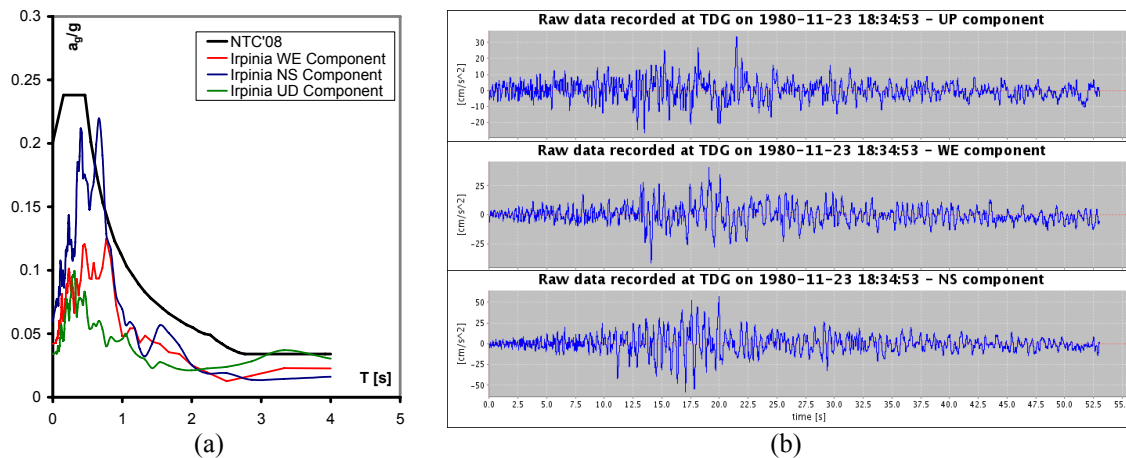 0.3
0.25
0.2
0.15
0.1
0.05
0
ag/g
NTC'08
Irpinia WE Component
Irpinia NS Component
Irpinia UD Component
T [s]
0 1 2 3 4 5
(a)
Raw data recorded at TDG on 1980-11-23 18:34:53 - UP component
[cm/s^2]
30
20
10
0
-10
-20
Raw data recorded at TDG on 1980-11-23 18:34:53 - WE component
[cm/s^2]
25
0
-25
Raw data recorded at TDG on 1980-11-23 18:34:53 - NS component
[cm/s^2]
50
25
0
-25
-50
0.0 2.5 5.0 7.5 10.0 12.5 15.0 17.5 20.0 22.5 25.0 27.5 30.0 32.5 35.0 37.5 40.0 42.5 45.0 47.5 50.0 52.5
time [s]
(b)